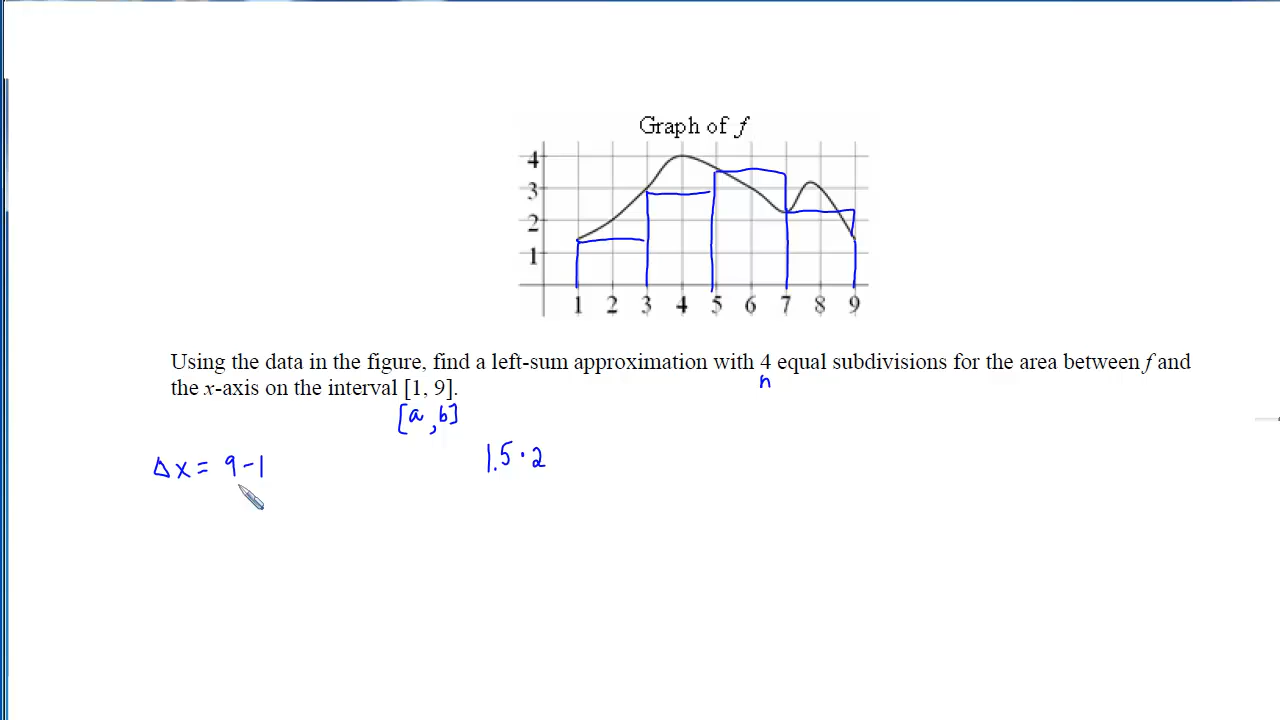 Graph of f
4
3
2
1
1 2 3 4 5 6 7 8 9
Using the data in the figure, find a left-sum approximation with 4 equal subdivisions for the area between f and
n
the x-axis on the interval [1, 9].
[a, b]
Δx = 9-1
1.5 · 2